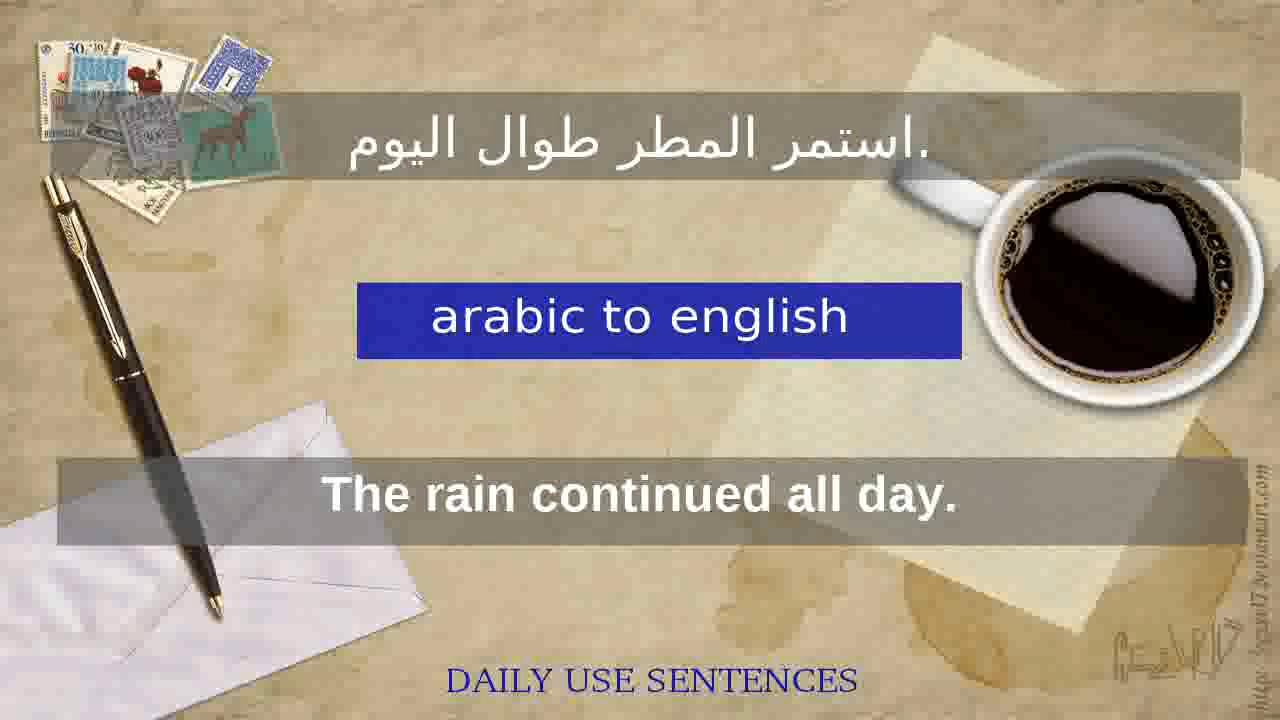 استمر المطر طوال اليوم.
arabic to english
The rain continued all day.
DAILY USE SENTENCES